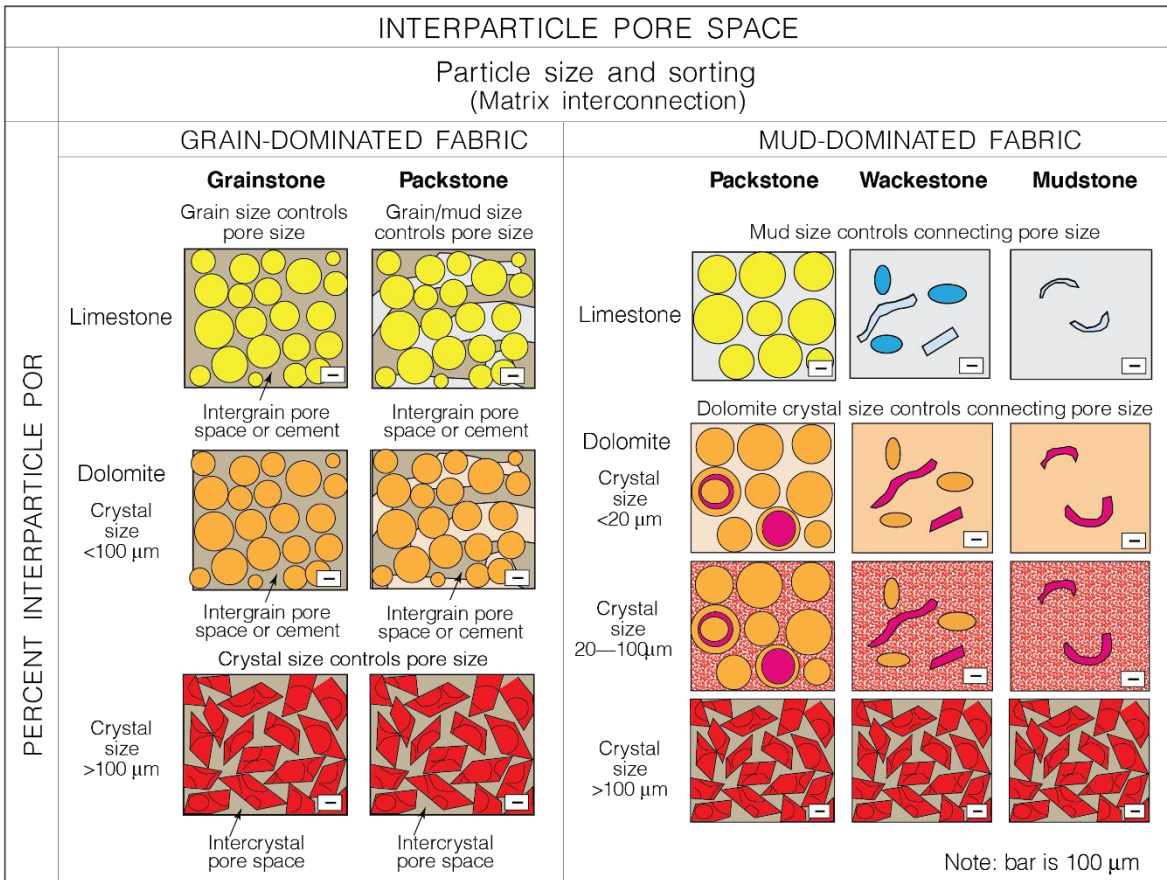 INTERPARTICLE PORE SPACE
Particle size and sorting
(Matrix interconnection)
PERCENT INTERPARTICLE POR
GRAIN-DOMINATED FABRIC
Grainstone
Packstone
Grain size controls
pore size
Grain/mud size
controls pore size
Limestone
Intergrain pore
space or cement
Intergrain pore
space or cement
Dolomite
Crystal
size
<100 µm
Intergrain pore
space or cement
Intergrain pore
space or cement
Crystal size controls pore size
Crystal
size
>100 µm
Intercrystal
pore space
Intercrystal
pore space
MUD-DOMINATED FABRIC
Packstone
Wackestone
Mudstone
Mud size controls connecting pore size
Limestone
Dolomite crystal size controls connecting pore size
Dolomite
Crystal
size
<20 µm
Crystal
size
20—100µm
Crystal
size
>100 µm
Note: bar is 100 µm